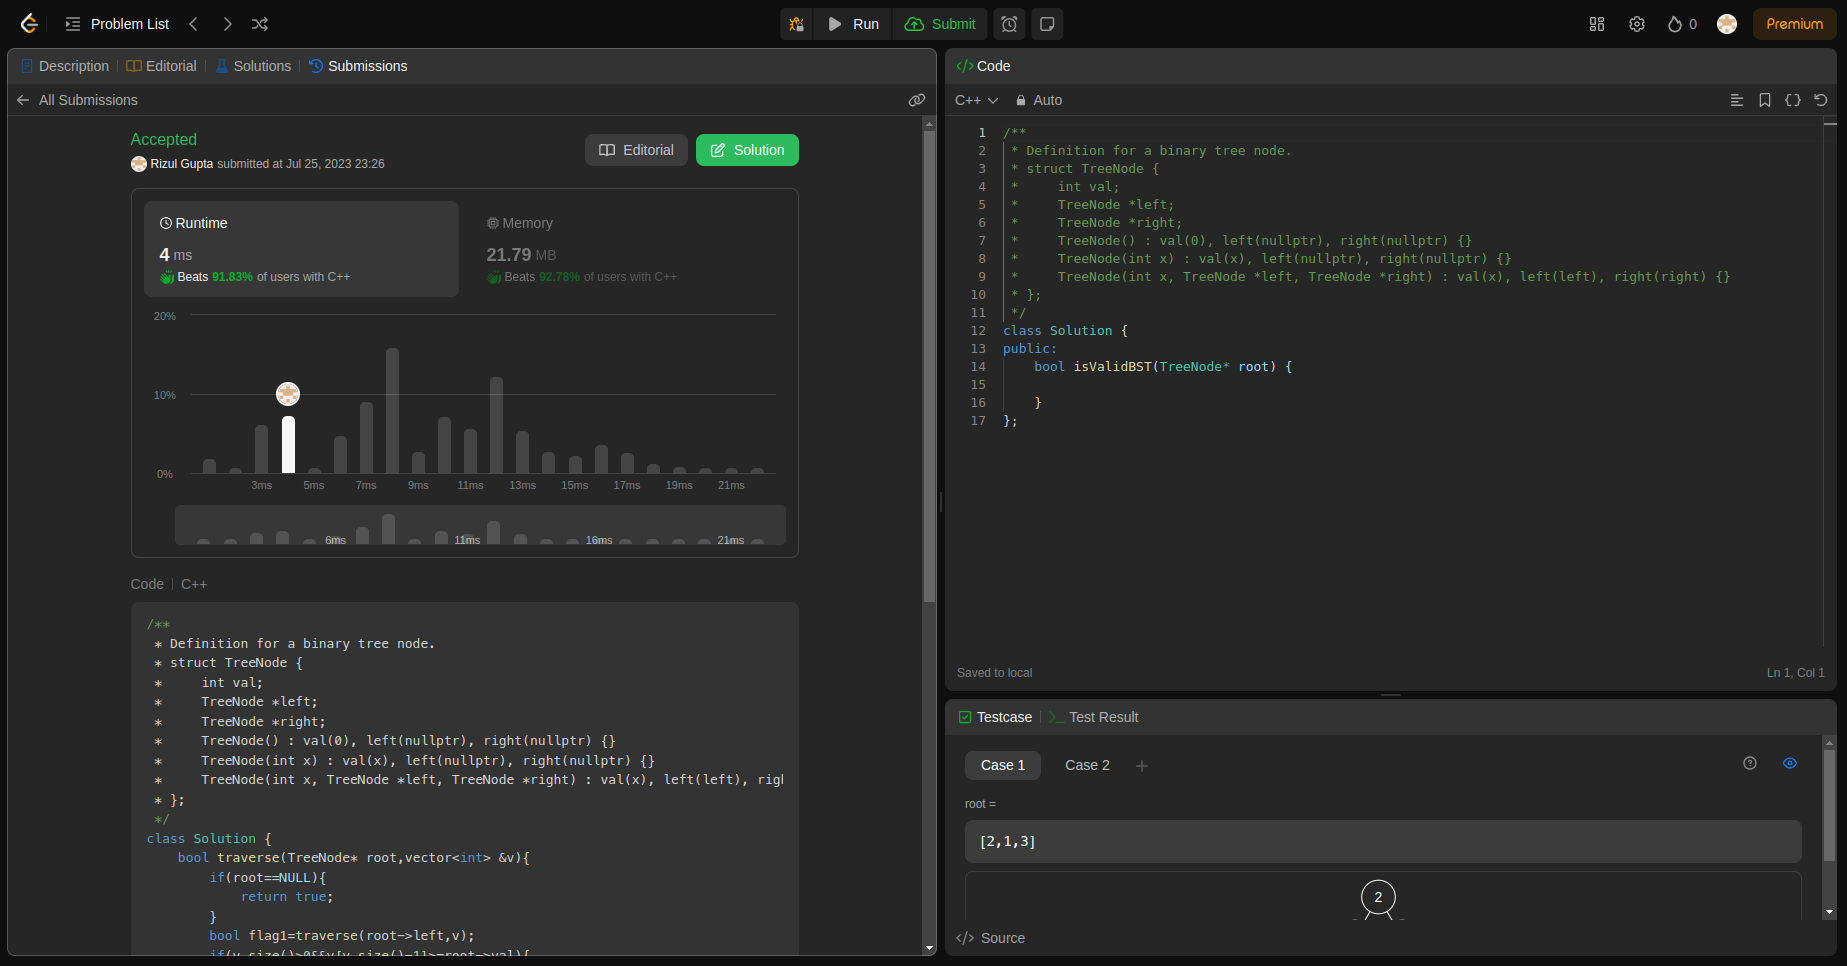 Problem List
Run
Submit
0
Premium
Description
Editorial
Solutions
Submissions
All Submissions
Accepted
Rizul Gupta submitted at Jul 25, 2023 23:26
Editorial
Solution
Runtime
4 ms
Beats 91.83% of users with C++
Memory
21.79 MB
Beats 92.78% of users with C++
20%
10%
0%
3ms 5ms 7ms 9ms 11ms 13ms 15ms 17ms 19ms 21ms
6ms 11ms 16ms 21ms
Code | C++
/**
 * Definition for a binary tree node.
 * struct TreeNode {
 *     int val;
 *     TreeNode *left;
 *     TreeNode *right;
 *     TreeNode() : val(0), left(nullptr), right(nullptr) {}
 *     TreeNode(int x) : val(x), left(nullptr), right(nullptr) {}
 *     TreeNode(int x, TreeNode *left, TreeNode *right) : val(x), left(left), righ
 * };
 */
class Solution {
    bool traverse(TreeNode* root,vector<int> &v){
        if(root==NULL){
            return true;
        }
        bool flag1=traverse(root->left,v);
        if(v.size()>0&&v[v.size()-1]>=root->val){
</> Code
C++
Auto
1 /**
2  * Definition for a binary tree node.
3  * struct TreeNode {
4  *     int val;
5  *     TreeNode *left;
6  *     TreeNode *right;
7  *     TreeNode() : val(0), left(nullptr), right(nullptr) {}
8  *     TreeNode(int x) : val(x), left(nullptr), right(nullptr) {}
9  *     TreeNode(int x, TreeNode *left, TreeNode *right) : val(x), left(left), right(right) {}
10  * };
11  */
12 class Solution {
13 public:
14     bool isValidBST(TreeNode* root) {
15
16     }
17 };
Saved to local
Ln 1, Col 1
Testcase
>_ Test Result
Case 1
Case 2
+
root =
[2,1,3]
2
</> Source